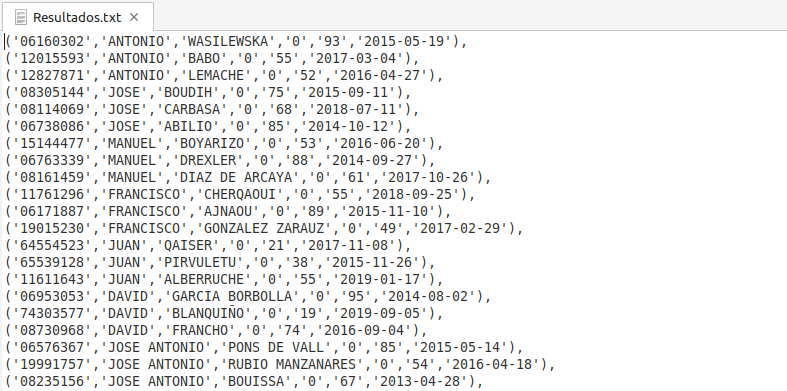 Resultados.txt ×
('06160302','ANTONIO','WASILEWSKA','0','93','2015-05-19'),
('12015593','ANTONIO','BABO','0','55','2017-03-04'),
('12827871','ANTONIO','LEMACHE','0','52','2016-04-27'),
('08305144','JOSE','BOUDIH','0','75','2015-09-11'),
('08114069','JOSE','CARBASA','0','68','2018-07-11'),
('06738086','JOSE','ABILIO','0','85','2014-10-12'),
('15144477','MANUEL','BOYARIZO','0','53','2016-06-20'),
('06763339','MANUEL','DREXLER','0','88','2014-09-27'),
('08161459','MANUEL','DIAZ DE ARCAYA','0','61','2017-10-26'),
('11761296','FRANCISCO','CHERQAOUI','0','55','2018-09-25'),
('06171887','FRANCISCO','AJNAOU','0','89','2015-11-10'),
('19015230','FRANCISCO','GONZALEZ ZARAUZ','0','49','2017-02-29'),
('64554523','JUAN','QAISER','0','21','2017-11-08'),
('65539128','JUAN','PIRVULETU','0','38','2015-11-26'),
('11611643','JUAN','ALBERRUCHE','0','55','2019-01-17'),
('06953053','DAVID','GARCIA BORBOLLA','0','95','2014-08-02'),
('74303577','DAVID','BLANQUIÑO','0','19','2019-09-05'),
('08730968','DAVID','FRANCHO','0','74','2016-09-04'),
('06576367','JOSE ANTONIO','PONS DE VALL','0','85','2015-05-14'),
('19991757','JOSE ANTONIO','RUBIO MANZANARES','0','54','2016-04-18'),
('08235156','JOSE ANTONIO','BOUISSA','0','67','2013-04-28'),